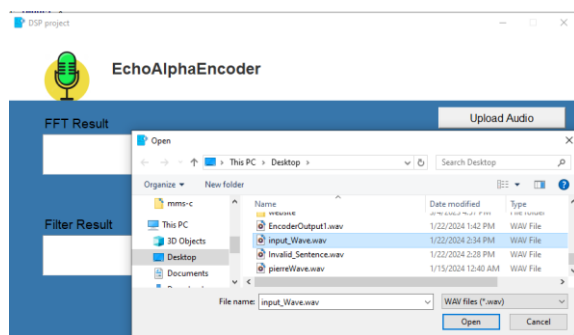 DSP project
EchoAlphaEncoder
Upload Audio
FFT Result
Filter Result
Open
This PC > Desktop >
Search Desktop
Organize
New folder
mms-c
This PC
3D Objects
Desktop
Documents
Name Date modified Type
website
EncoderOutput1.wav 1/22/2024 1:42 PM WAV File
input_Wave.wav 1/22/2024 2:34 PM WAV File
Invalid_Sentence.wav 1/22/2024 2:28 PM WAV File
pierreWave.wav 1/15/2024 12:40 AM WAV File
File name: input_Wave.wav
WAV files (*.wav)
Open Cancel